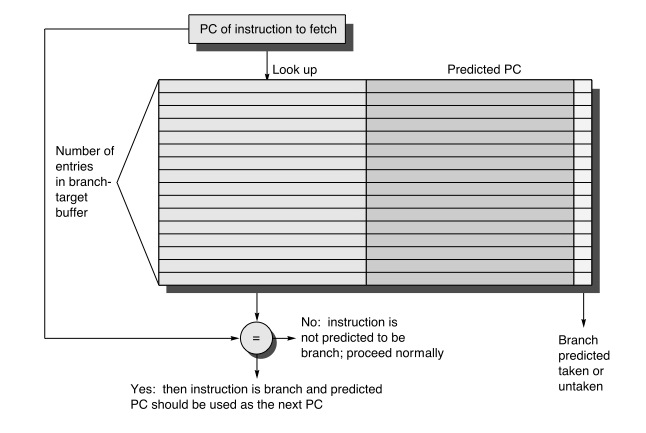 PC of instruction to fetch
Look up
Predicted PC
Number of
entries
in branch-
target
buffer
=
No: instruction is
not predicted to be
branch; proceed normally
Branch
predicted
taken or
untaken
Yes: then instruction is branch and predicted
PC should be used as the next PC